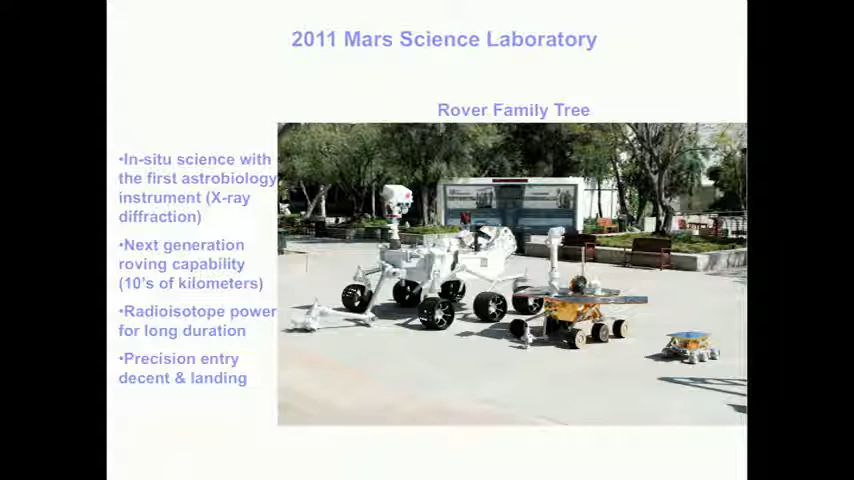 2011 Mars Science Laboratory
Rover Family Tree
•In-situ science with
the first astrobiology
instrument (X-ray
diffraction)
•Next generation
roving capability
(10's of kilometers)
•Radioisotope power
for long duration
•Precision entry
decent & landing